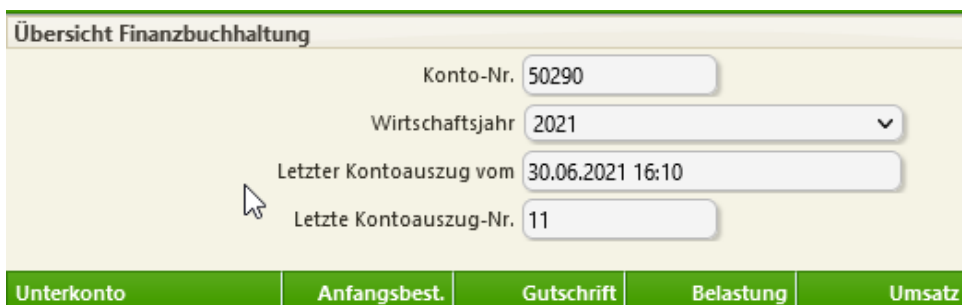 Übersicht Finanzbuchhaltung
Konto-Nr. 50290
Wirtschaftsjahr 2021
Letzter Kontoauszug vom 30.06.2021 16:10
Letzte Kontoauszug-Nr. 11
Unterkonto Anfangsbest. Gutschrift Belastung Umsatz